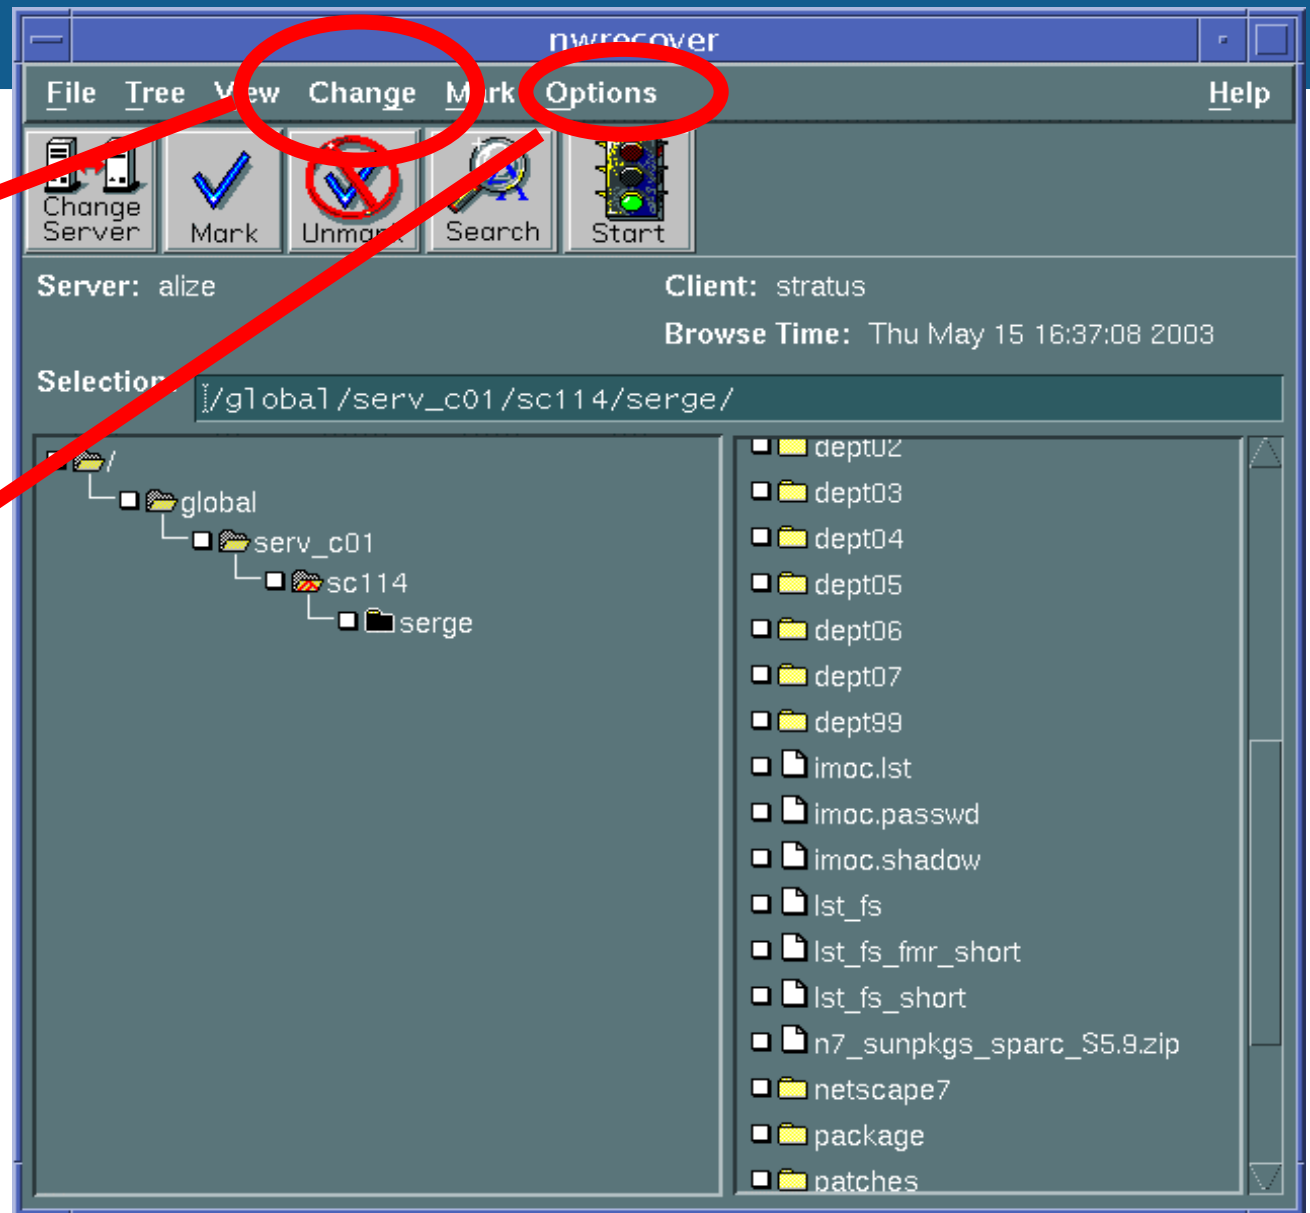 nwrecover
File Tree View Change Mark Options Help
Change Server
Mark
Unmark
Search
Start
Server: alize
Client: stratus
Browse Time: Thu May 15 16:37:08 2003
Selection: /global/serv_c01/sc114/serge/
/
global
serv_c01
sc114
serge
dept02
dept03
dept04
dept05
dept06
dept07
dept99
imoc.lst
imoc.passwd
imoc.shadow
lst_fs
lst_fs_fmr_short
lst_fs_short
n7_sunpkgs_sparc_S5.9.zip
netscape7
package
patches